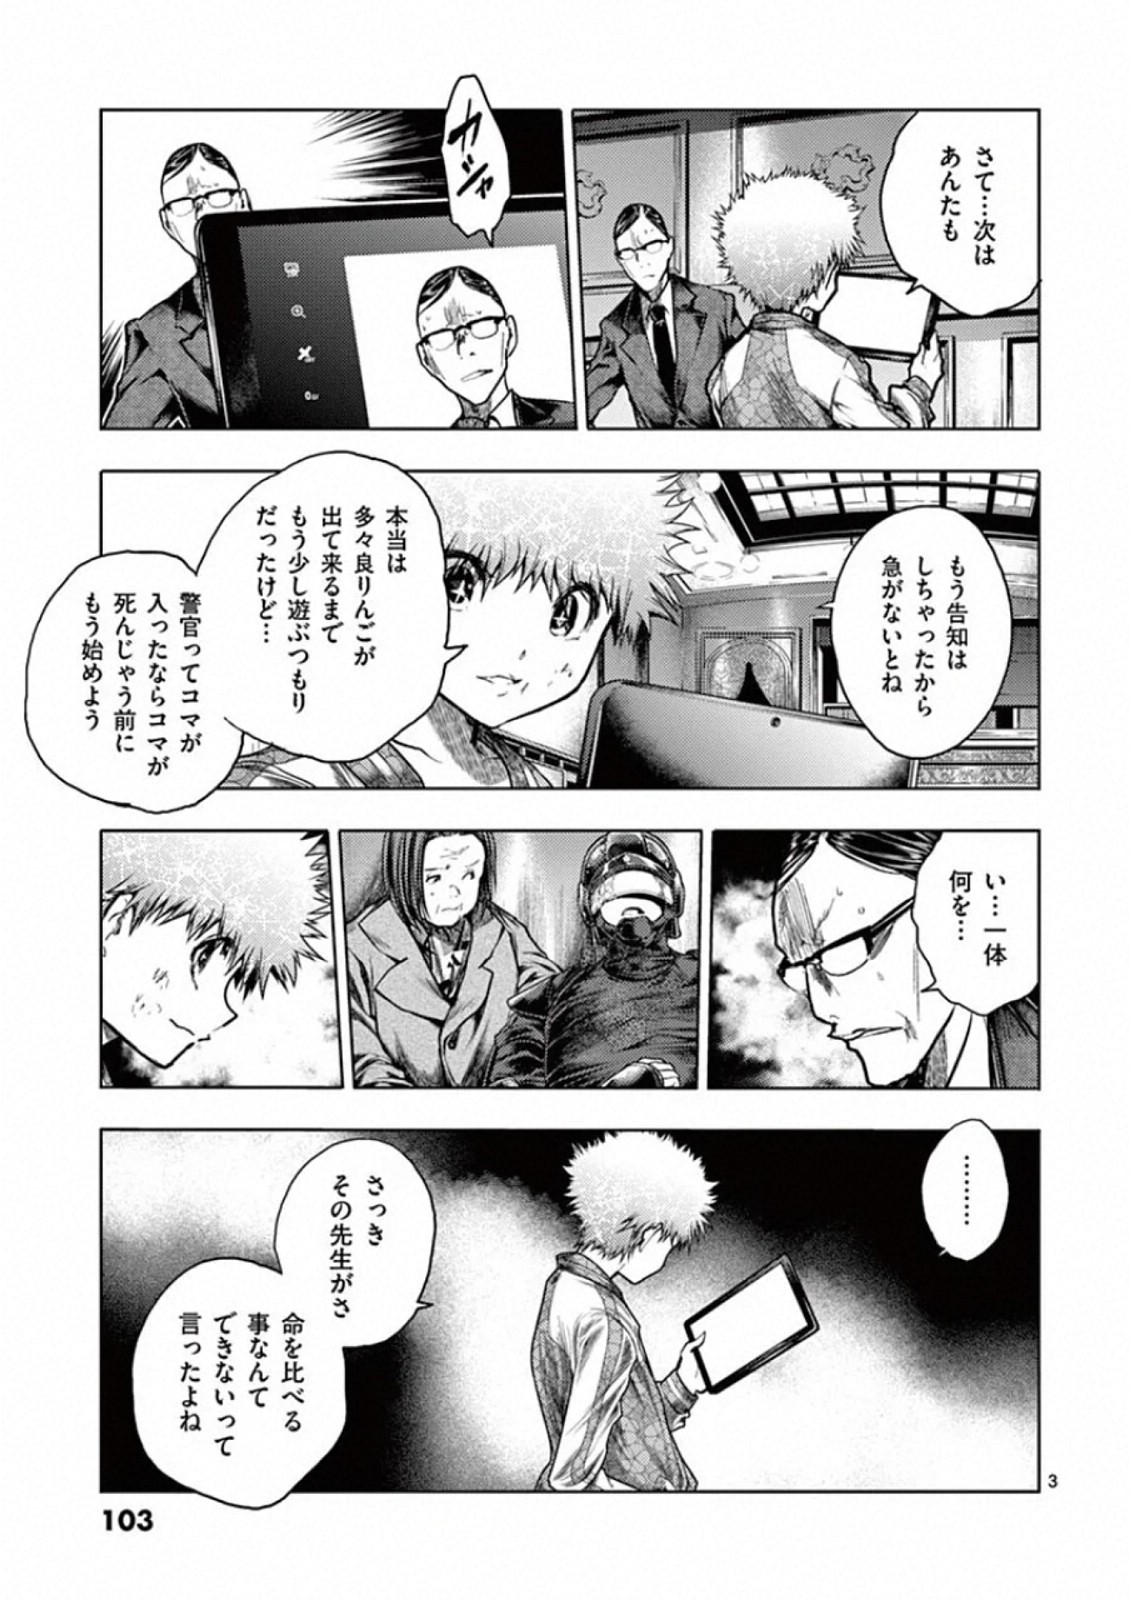 さて…次は
あんたも
カシャ
もう告知は
しちゃったから
急がないとね
本当は
多々良りんごが
出て来るまで
もう少し遊ぶつもり
だったけど…
警官ってコマが
入ったならコマが
死んじゃう前に
もう始めよう
い…一体
何を…
………
さっき
その先生がさ
命を比べる
事なんて
できないって
言ったよね
3
103